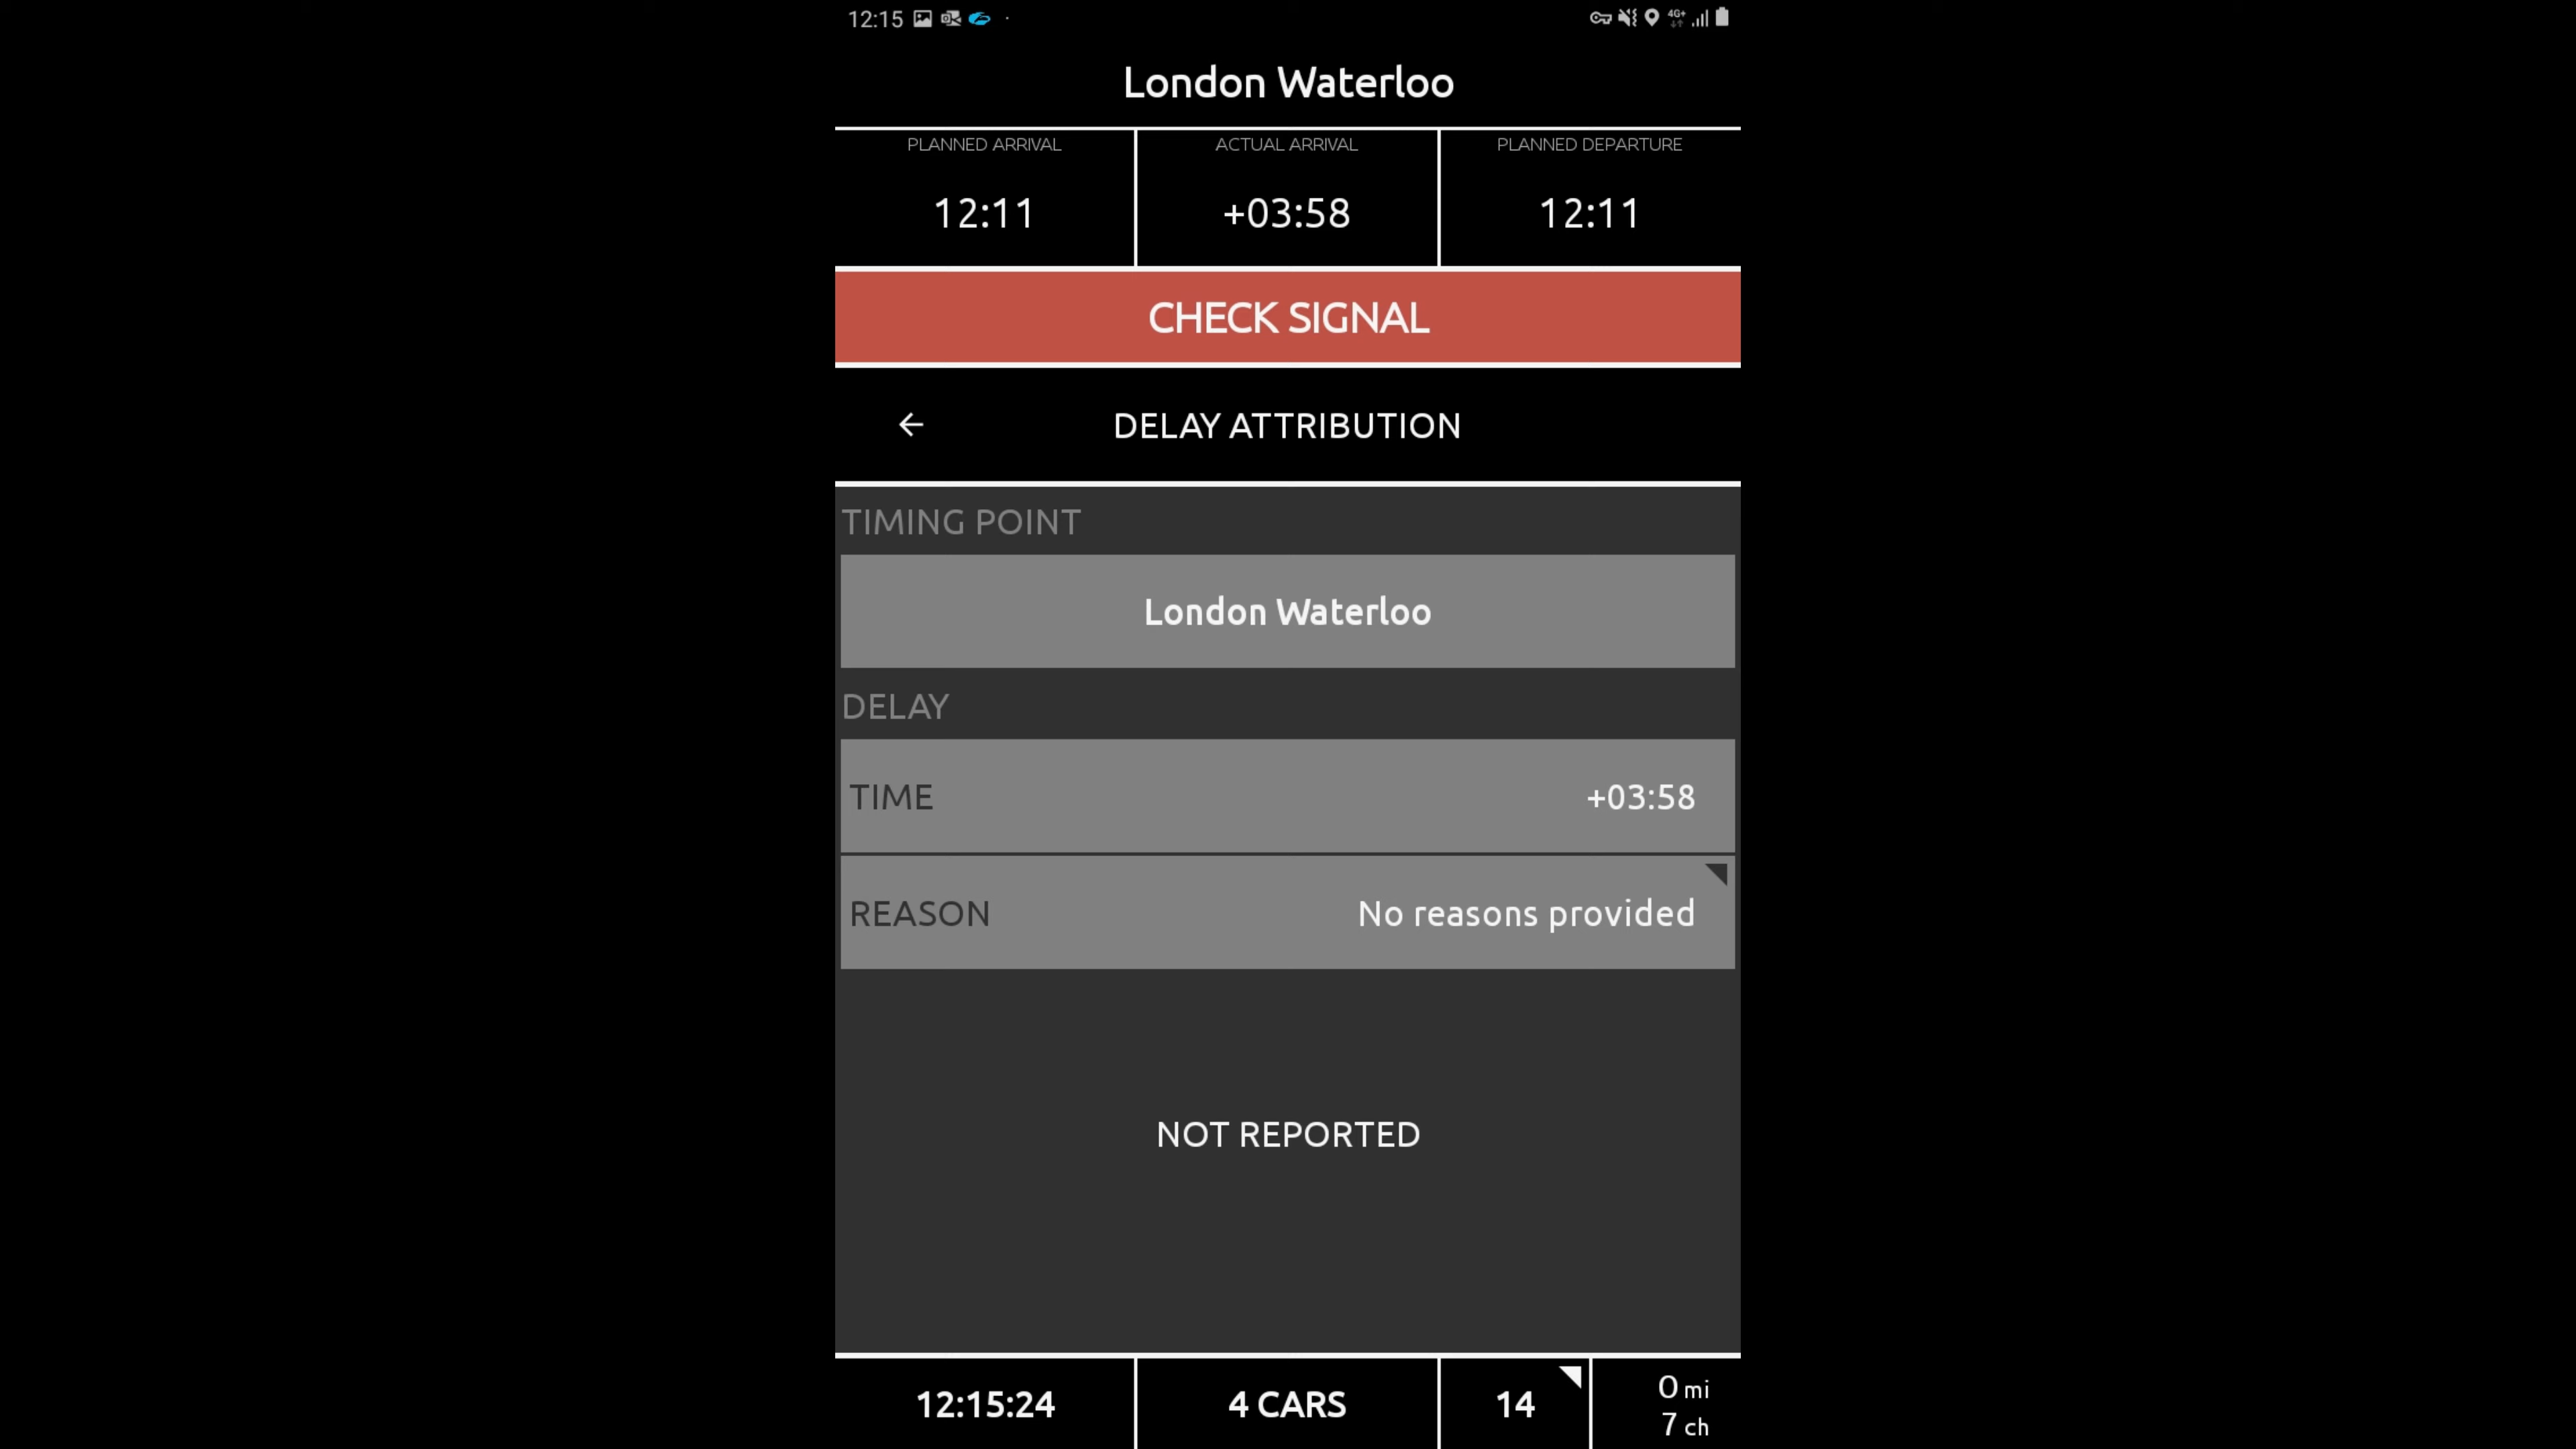 12:15
4G+
London Waterloo
PLANNED ARRIVAL
ACTUAL ARRIVAL
PLANNED DEPARTURE
12:11
+03:58
12:11
CHECK SIGNAL
DELAY ATTRIBUTION
TIMING POINT
London Waterloo
DELAY
TIME
+03:58
REASON
No reasons provided
NOT REPORTED
12:15:24
4 CARS
14
0 mi
7 ch